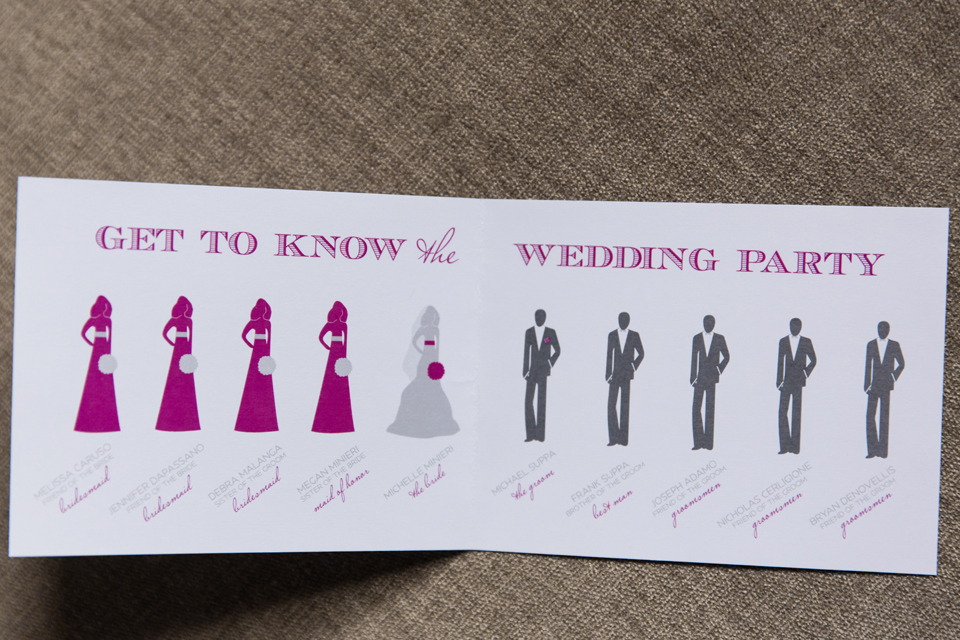 GET TO KNOW the WEDDING PARTY
MELISSA CARUSO
FRIEND OF THE BRIDE
bridesmaid
JENNIFER DAPASSANO
FRIEND OF THE BRIDE
bridesmaid
DEBRA MALANGA
SISTER OF THE GROOM
bridesmaid
MEGAN MINIERI
SISTER OF THE BRIDE
maid of honor
MICHELLE MINIERI
the bride
MICHAEL SUPPA
the groom
FRANK SUPPA
BROTHER OF THE GROOM
best man
JOSEPH ADAMO
FRIEND OF THE GROOM
groomsmen
NICHOLAS CERLIGIONE
FRIEND OF THE GROOM
groomsmen
BRYAN DENOVELLIS
FRIEND OF THE GROOM
groomsmen